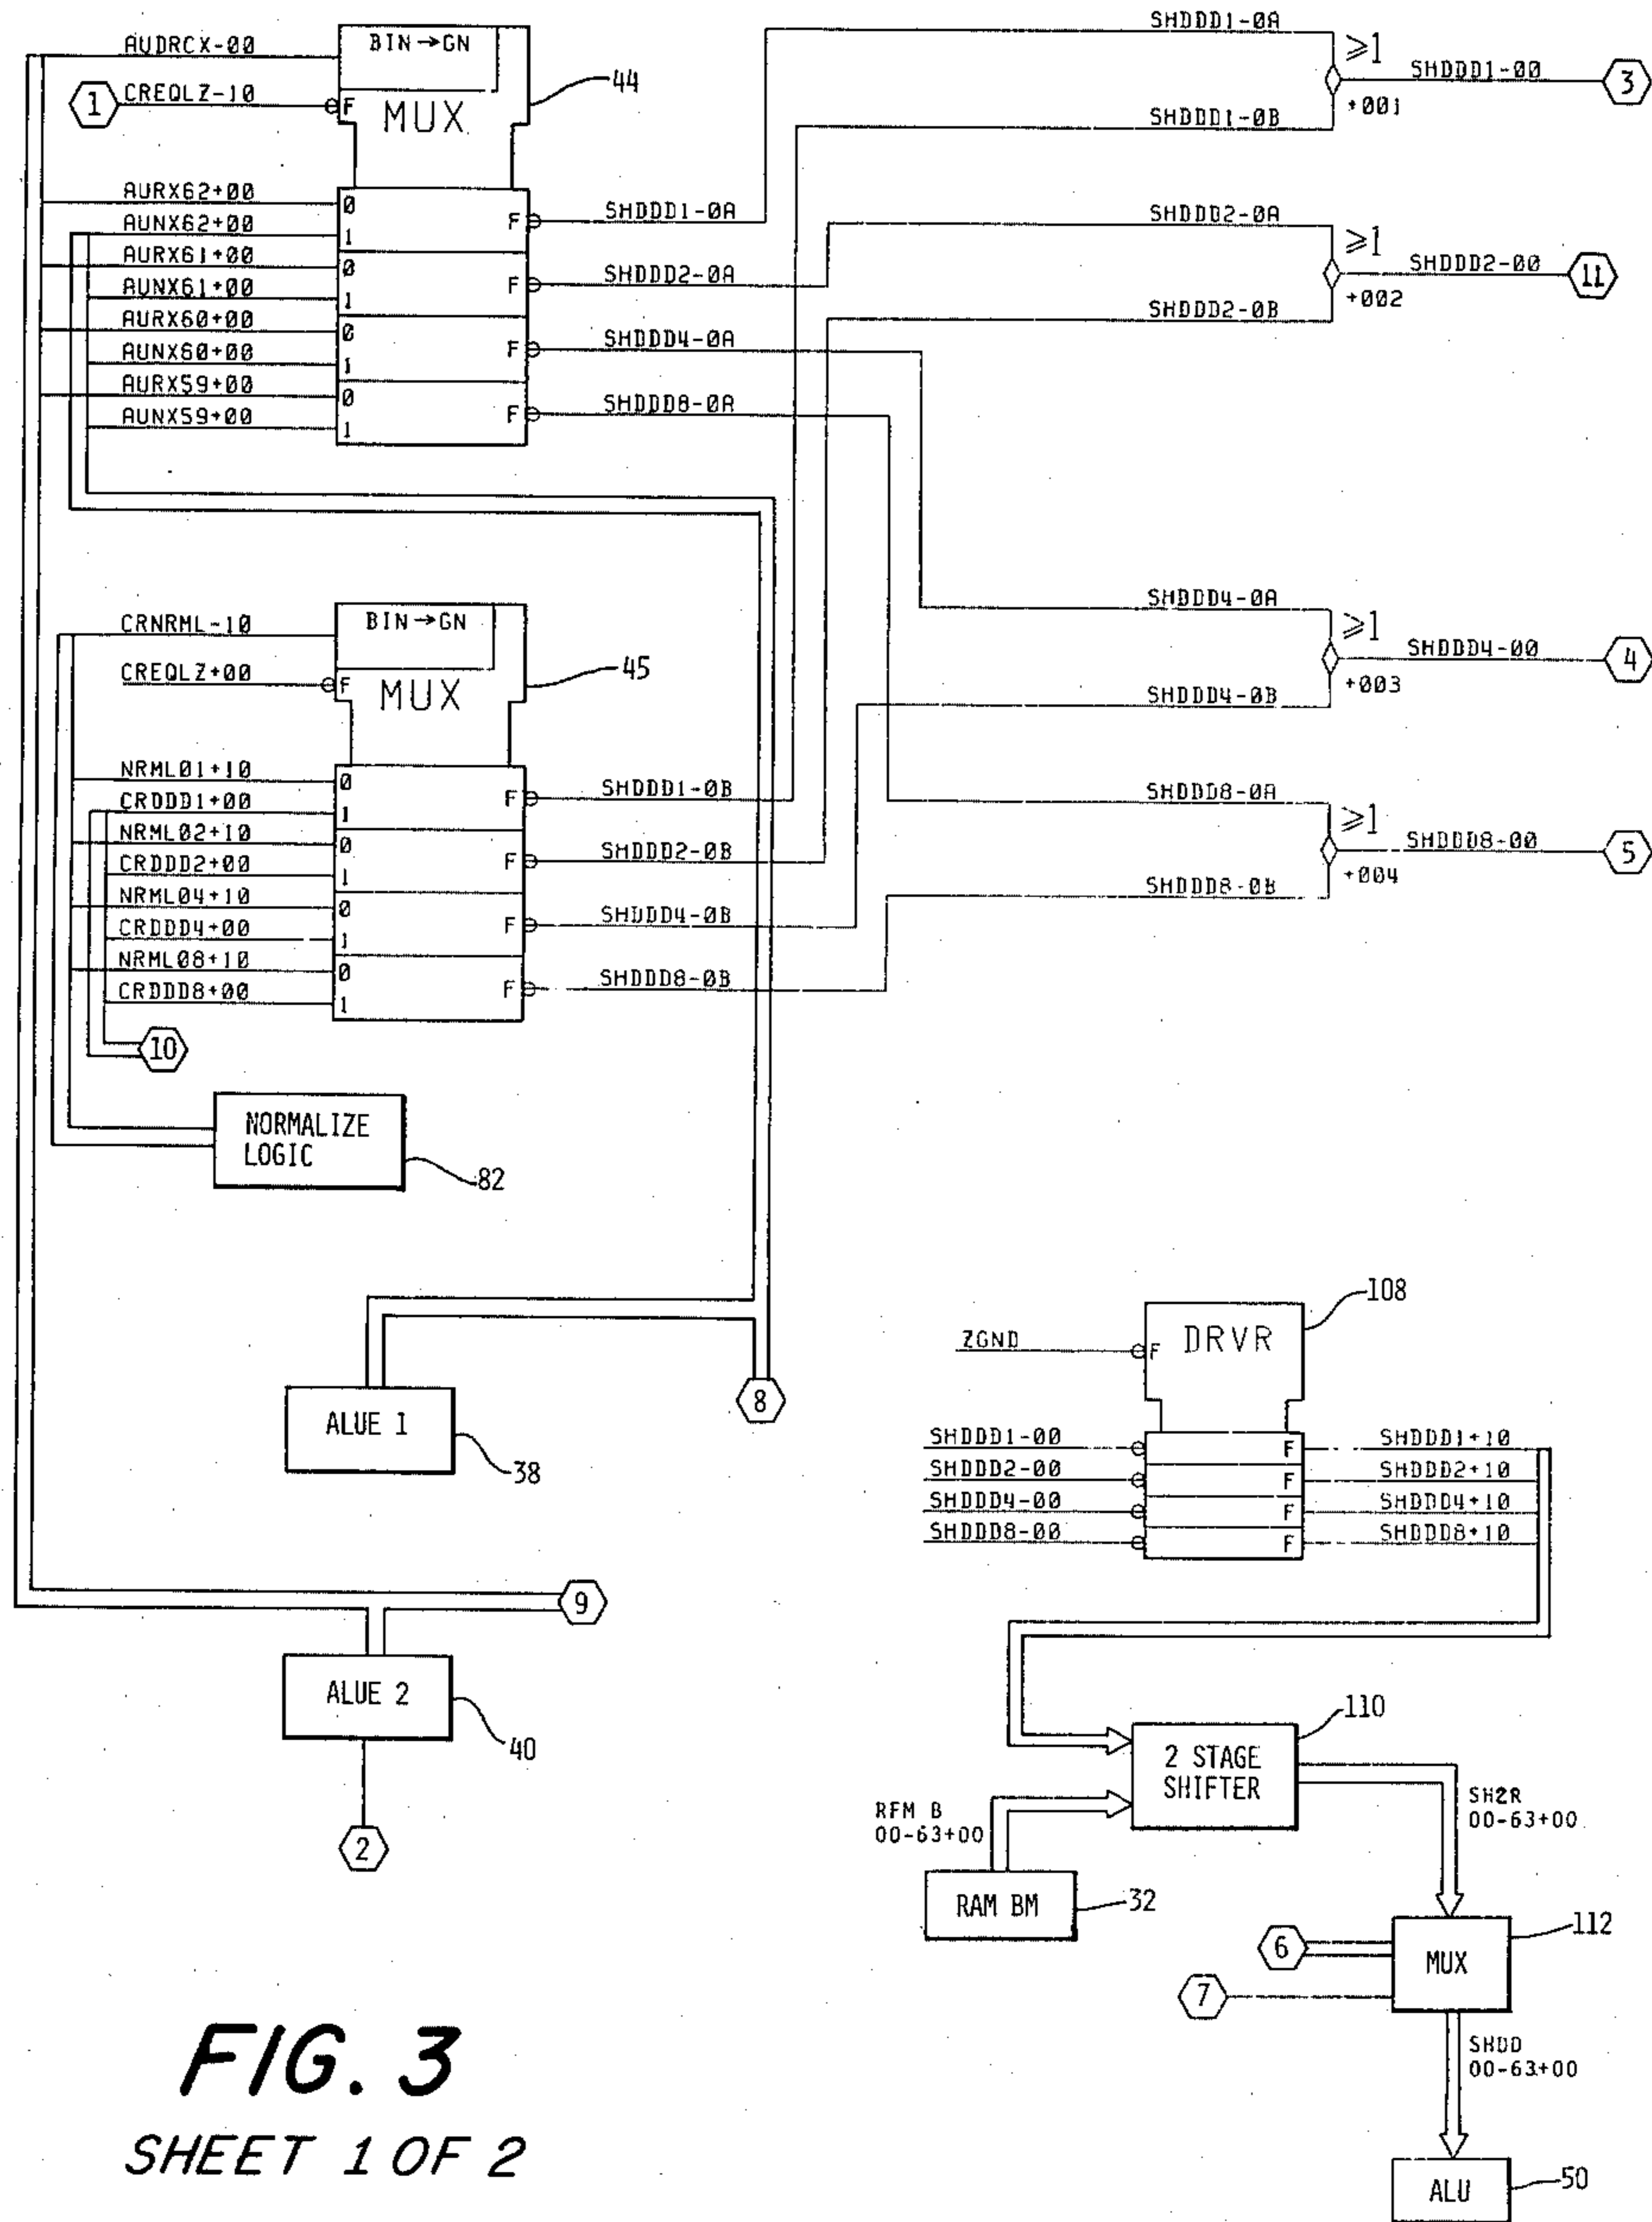 AUDRCX-00
BIN→GN
1
CREQLZ-10
F
MUX
44
AURX62+00
0
AUNX62+00
1
F
SHDDD1-0A
AURX61+00
0
AUNX61+00
1
F
SHDDD2-0A
AURX60+00
0
AUNX60+00
1
F
SHDDD4-0A
AURX59+00
0
AUNX59+00
1
F
SHDDD8-0A
SHDDD1-0A
≥1
SHDDD1-00
3
+001
SHDDD1-0B
SHDDD2-0A
≥1
SHDDD2-00
11
+002
SHDDD2-0B
CRNRML-10
BIN→GN
CREQLZ+00
F
MUX
45
NRML01+10
0
CRDDD1+00
1
F
SHDDD1-0B
NRML02+10
0
CRDDD2+00
1
F
SHDDD2-0B
NRML04+10
0
CRDDD4+00
1
F
SHDDD4-0B
NRML08+10
0
CRDDD8+00
1
F
SHDDD8-0B
10
SHDDD4-0A
≥1
SHDDD4-00
4
+003
SHDDD4-0B
SHDDD8-0A
≥1
SHDDD8-00
5
+004
SHDDD8-0B
NORMALIZE
LOGIC
82
ALUE 1
38
8
9
ALUE 2
40
2
ZGND
F
DRVR
108
SHDDD1-00
F
SHDDD1+10
SHDDD2-00
F
SHDDD2+10
SHDDD4-00
F
SHDDD4+10
SHDDD8-00
F
SHDDD8+10
2 STAGE
SHIFTER
110
RFM B
00-63+00
RAM BM
32
SH2R
00-63+00
6
7
MUX
112
SHDD
00-63+00
ALU
50
FIG. 3
SHEET 1 OF 2